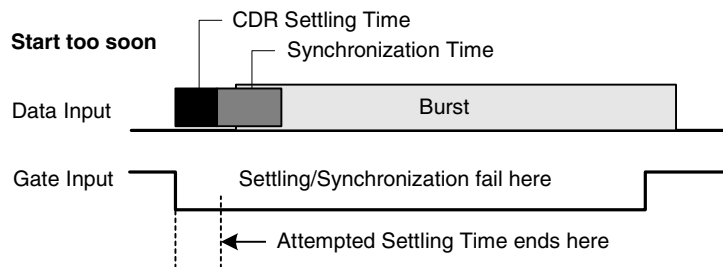 CDR Settling Time
Start too soon
Synchronization Time
Data Input
Burst
Gate Input
Settling/Synchronization fail here
Attempted Settling Time ends here